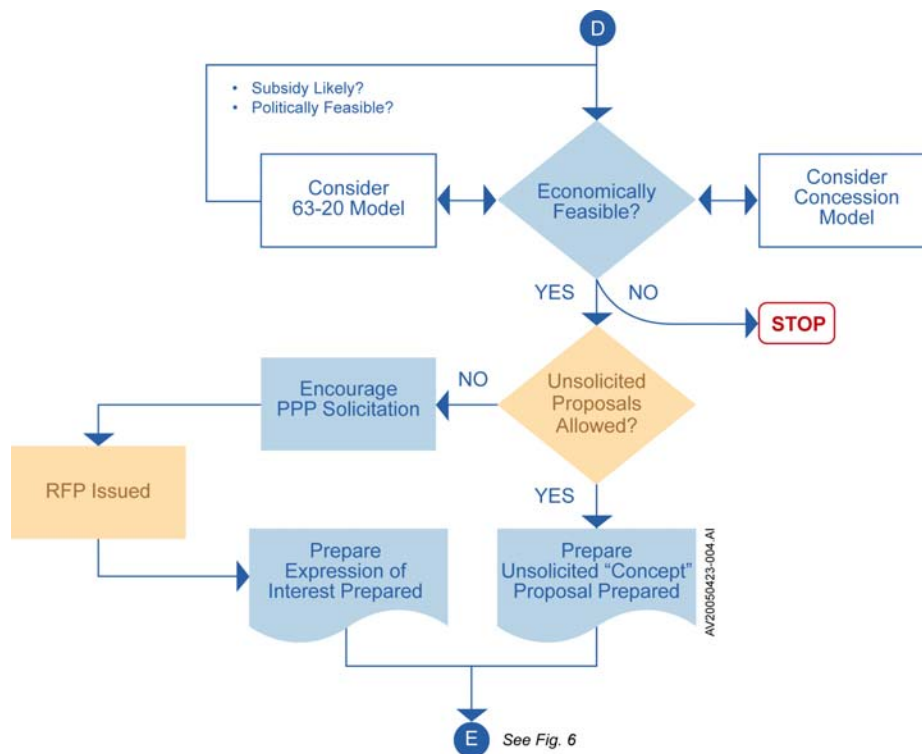 D
• Subsidy Likely?
• Politically Feasible?
Consider
63-20 Model
Economically
Feasible?
Consider
Concession
Model
YES
NO
STOP
Encourage
PPP Solicitation
NO
Unsolicited
Proposals
Allowed?
RFP Issued
YES
Prepare
Expression of
Interest Prepared
Prepare
Unsolicited “Concept”
Proposal Prepared
AV20050423-004.AI
E
See Fig. 6